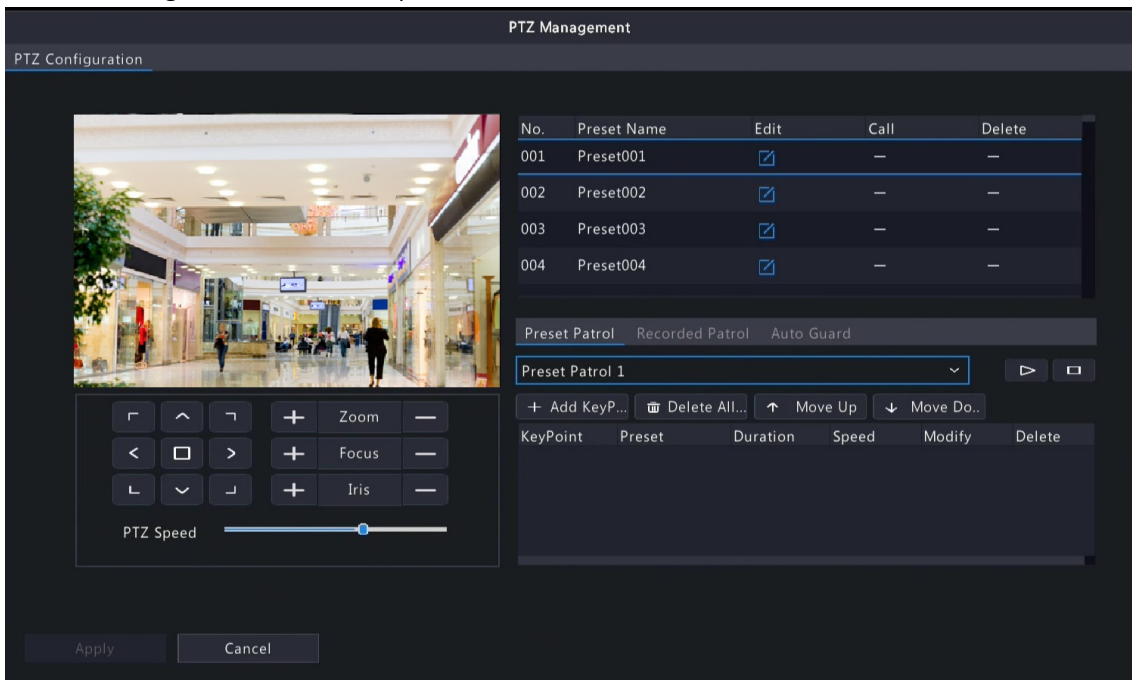 PTZ Management
PTZ Configuration
No. Preset Name Edit Call Delete
001 Preset001
002 Preset002
003 Preset003
004 Preset004
Preset Patrol Recorded Patrol Auto Guard
Preset Patrol 1
Add KeyP... Delete All... Move Up Move Do..
KeyPoint Preset Duration Speed Modify Delete
Zoom
Focus
Iris
PTZ Speed
Apply Cancel